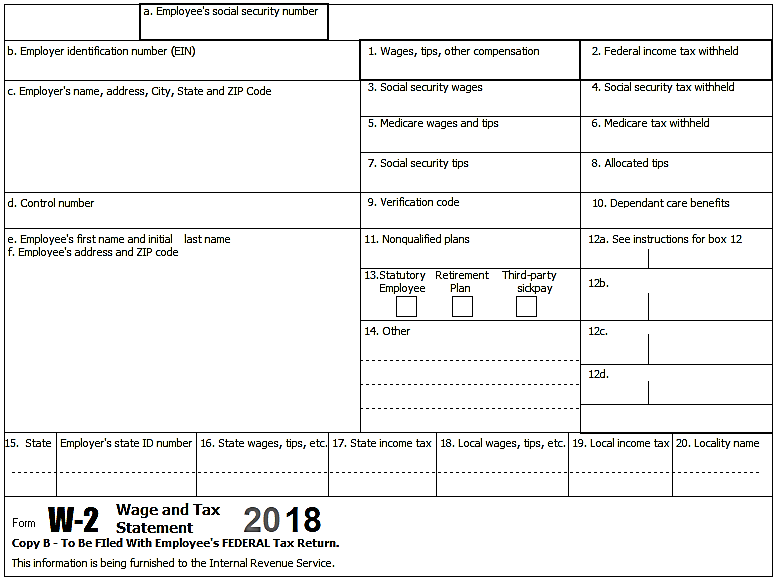 a. Employee's social security number
b. Employer identification number (EIN)
1. Wages, tips, other compensation
2. Federal income tax withheld
c. Employer's name, address, City, State and ZIP Code
3. Social security wages
4. Social security tax withheld
5. Medicare wages and tips
6. Medicare tax withheld
7. Social security tips
8. Allocated tips
d. Control number
9. Verification code
10. Dependant care benefits
e. Employee's first name and initial last name
f. Employee's address and ZIP code
11. Nonqualified plans
12a. See instructions for box 12
13. Statutory Employee
Retirement Plan
Third-party sickpay
12b.
14. Other
12c.
12d.
15. State
Employer's state ID number
16. State wages, tips, etc.
17. State income tax
18. Local wages, tips, etc.
19. Local income tax
20. Locality name
Form W-2 Wage and Tax Statement 2018
Copy B - To Be FIled With Employee's FEDERAL Tax Return.
This information is being furnished to the Internal Revenue Service.